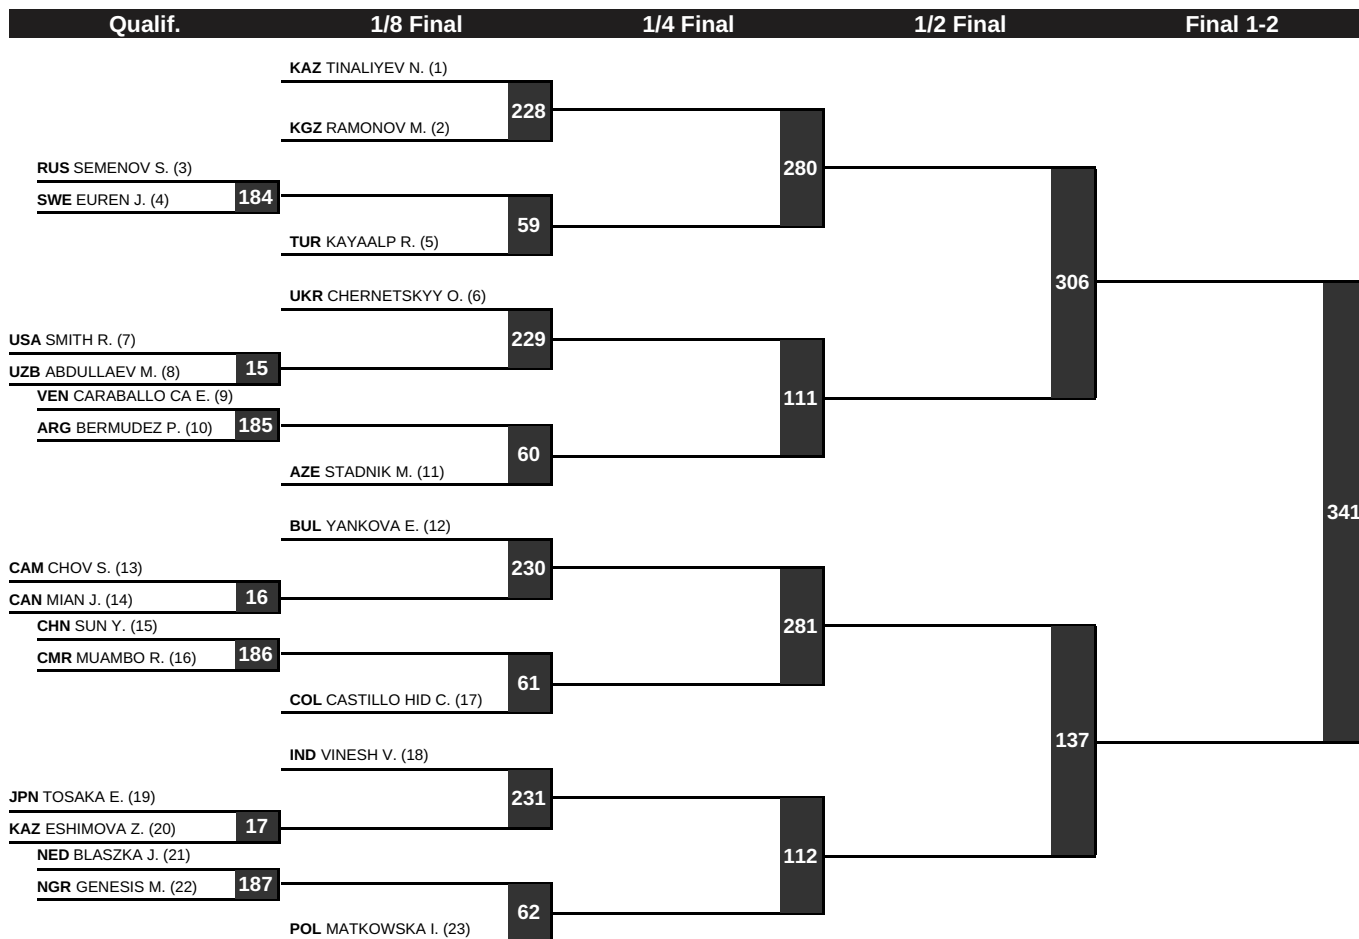 Qualif. 1/8 Final 1/4 Final 1/2 Final Final 1-2
KAZ TINALIYEV N. (1)
228
KGZ RAMONOV M. (2)
RUS SEMENOV S. (3)
280
184
SWE EUREN J. (4)
59
TUR KAYAALP R. (5)
306
UKR CHERNETSKYY O. (6)
USA SMITH R. (7)
229
15
UZB ABDULLAEV M. (8)
VEN CARABALLO CA E. (9)
111
185
ARG BERMUDEZ P. (10)
60
AZE STADNIK M. (11)
341
BUL YANKOVA E. (12)
CAM CHOV S. (13)
230
16
CAN MIAN J. (14)
CHN SUN Y. (15)
281
186
CMR MUAMBO R. (16)
61
COL CASTILLO HID C. (17)
137
IND VINESH V. (18)
JPN TOSAKA E. (19)
231
17
KAZ ESHIMOVA Z. (20)
NED BLASZKA J. (21)
112
187
NGR GENESIS M. (22)
62
POL MATKOWSKA I. (23)